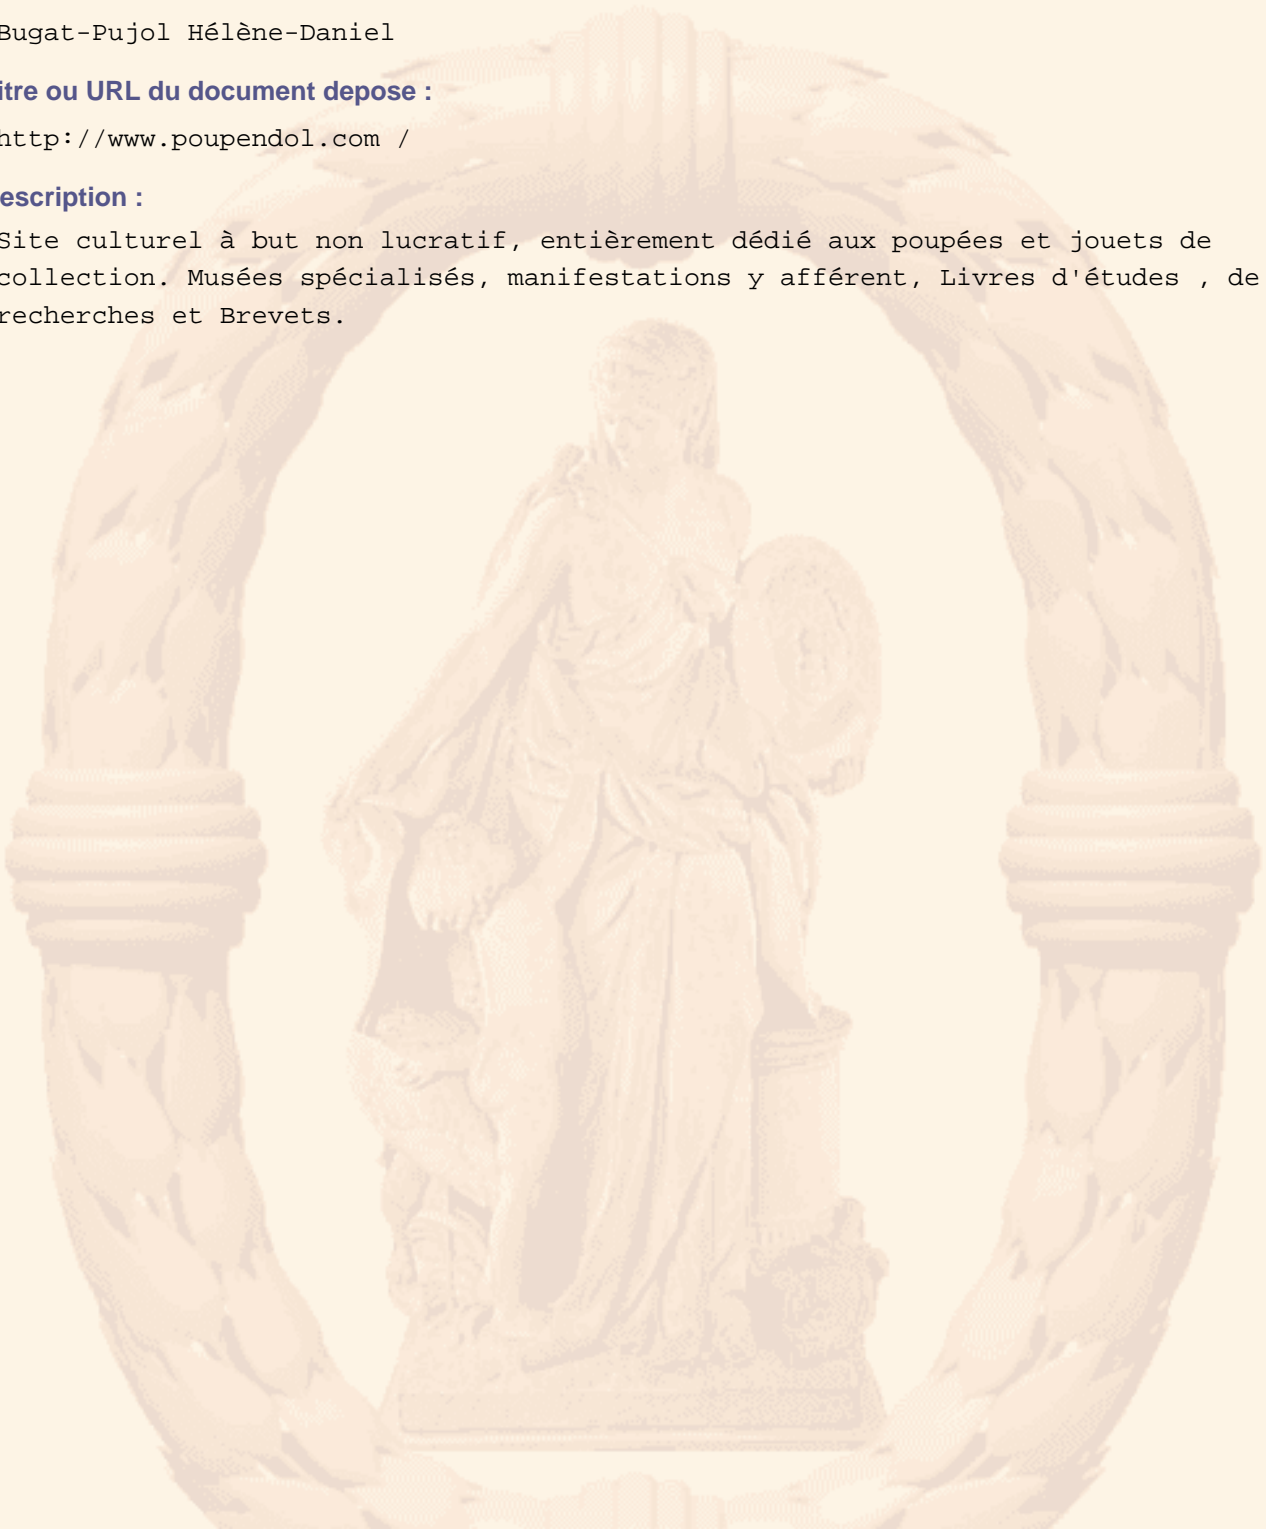 Bugat-Pujol Hélène-Daniel
itre ou URL du document depose :
http://www.poupendol.com /
escription :
Site culturel à but non lucratif, entièrement dédié aux poupées et jouets de
collection. Musées spécialisés, manifestations y afférent, Livres d'études , de
recherches et Brevets.